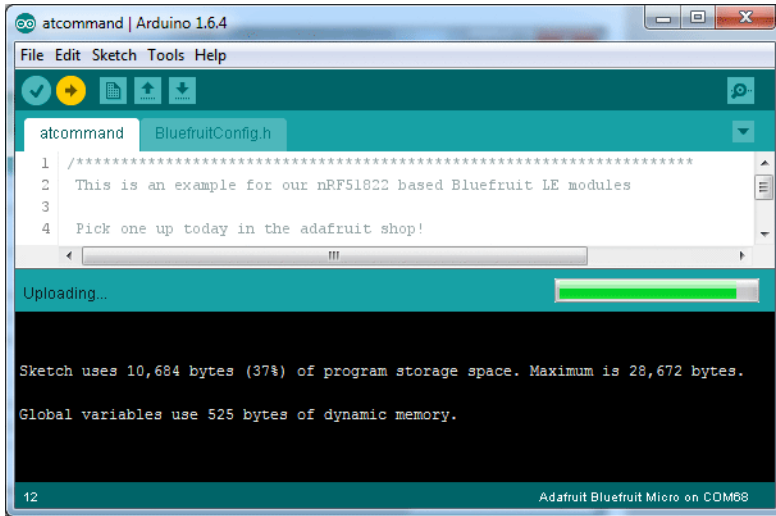 atcommand | Arduino 1.6.4
File Edit Sketch Tools Help
atcommand BluefruitConfig.h
1 /*********************************************************************
2 This is an example for our nRF51822 based Bluefruit LE modules
3
4 Pick one up today in the adafruit shop!
Uploading...
Sketch uses 10,684 bytes (37%) of program storage space. Maximum is 28,672 bytes.
Global variables use 525 bytes of dynamic memory.
12 Adafruit Bluefruit Micro on COM68